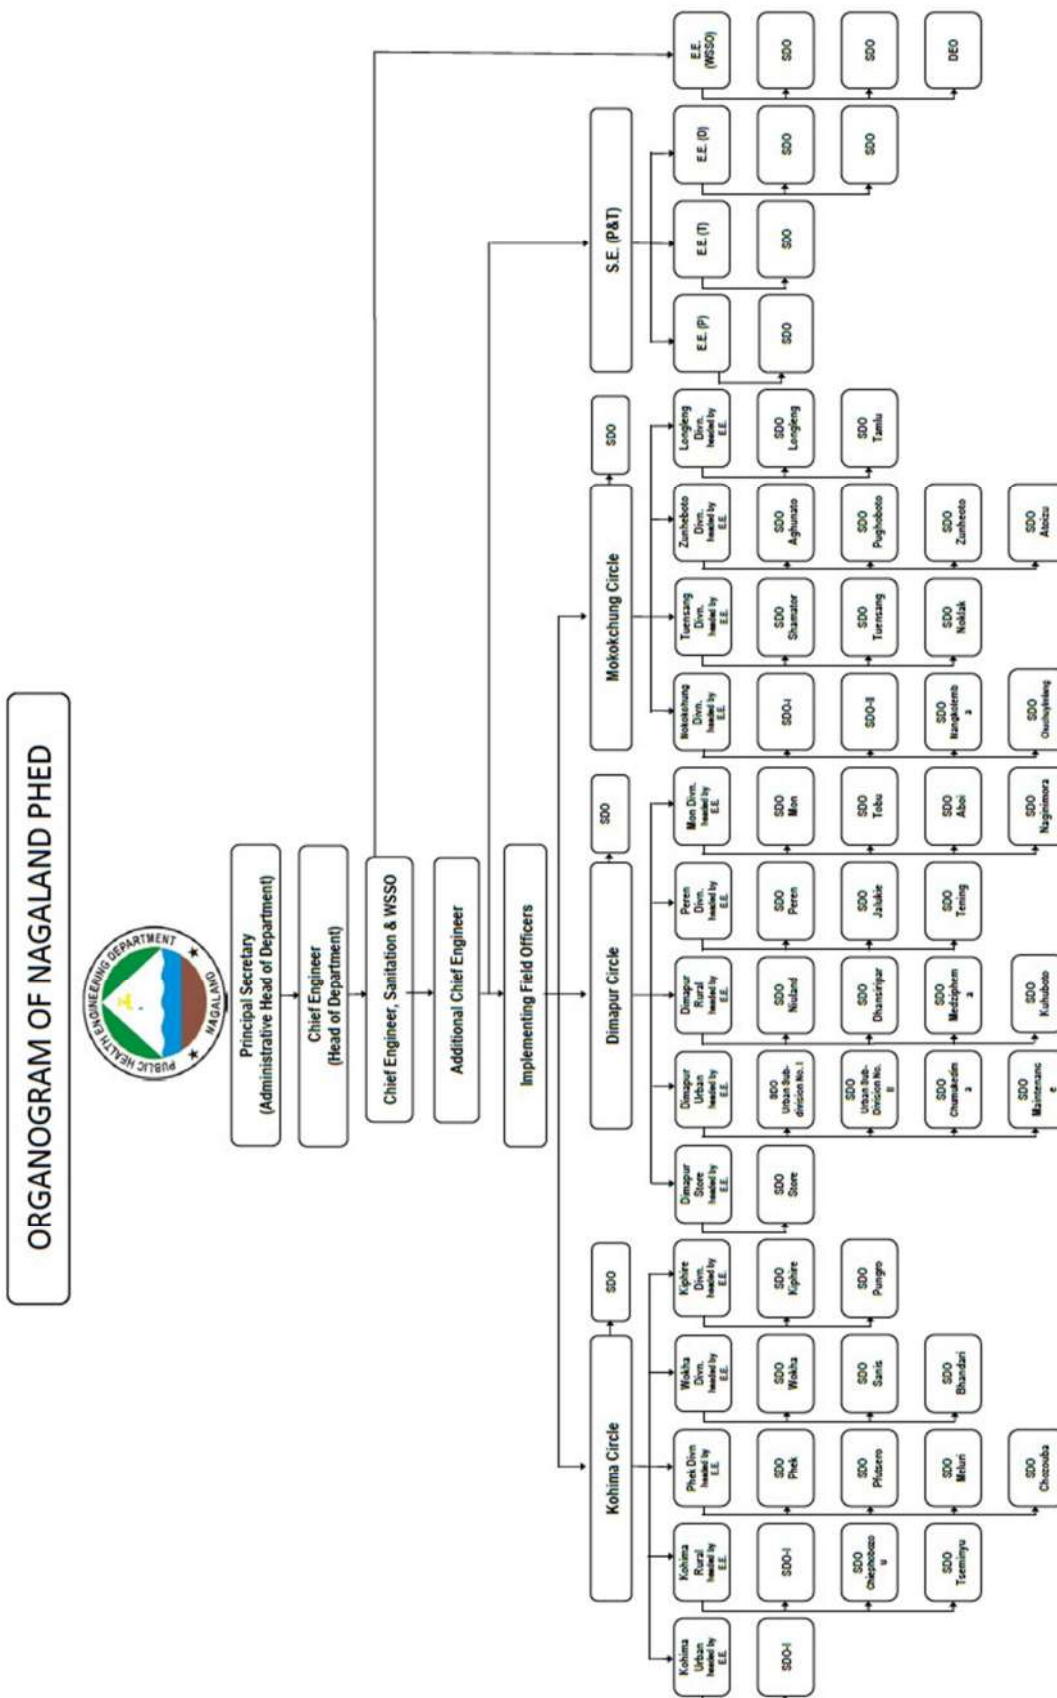 ORGANOGRAM OF NAGALAND PHED
PUBLIC HEALTH ENGINEERING DEPARTMENT
NAGALAND
Principal Secretary
(Administrative Head of Department)
Chief Engineer
(Head of Department)
Chief Engineer, Sanitation & WSSO
Additional Chief Engineer
Implementing Field Officers
Kohima Circle
SDO
Dimapur Circle
SDO
Mokokchung Circle
SDO
S.E. (P&T)
Kohima
Urban
headed by
E.E.
Kohima
Rural
headed by
E.E.
Phek Divn
headed by
E.E.
Wokha
Divn.
headed by
E.E.
Kiphire
Divn.
headed by
E.E.
Dimapur
Store
headed by
E.E.
Dimapur
Urban
headed by
E.E.
Dimapur
Rural
headed by
E.E.
Peren
Divn.
headed by
E.E.
Mon Divn.
headed by
E.E.
Nokokohung
Divn.
headed by
E.E.
Tuensang
Divn.
headed by
E.E.
Zunheboto
Divn.
headed by
E.E.
Longleng
Divn.
headed by
E.E.
E.E. (P)
E.E. (T)
E.E. (D)
E.E.
(WSSO)
SDO-I
SDO-I
SDO
Phek
SDO
Wokha
SDO
Kiphire
SDO
Store
SDO
Urban Sub-
division No. I
SDO
Niuland
SDO
Peren
SDO
Mon
SDO-I
SDO
Shamator
SDO
Aghunato
SDO
Longleng
SDO
SDO
SDO
SDO
SDO
Chiephobozo
u
SDO
Pfutsero
SDO
Sanis
SDO
Pungro
SDO
Urban Sub-
Division No.
II
SDO
Dhansiripar
SDO
Jalukie
SDO
Tobu
SDO-II
SDO
Tuensang
SDO
Pughoboto
SDO
Tamlu
SDO
SDO
SDO
Tseminyu
SDO
Meluri
SDO
Bhandari
SDO
Chumukedim
a
SDO
Medziphem
a
SDO
Tening
SDO
Aboi
SDO
Mangkolemb
a
SDO
Noklak
SDO
Zunheoto
DEO
SDO
Chozouba
SDO
Maintenanc
e
SDO
Kuhuboto
SDO
Naginimora
SDO
SDO
Atoizu